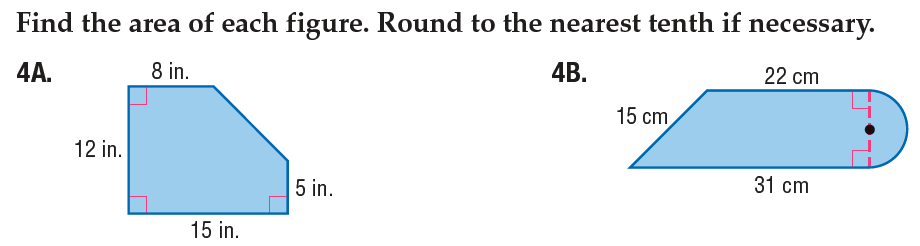 Find the area of each figure. Round to the nearest tenth if necessary.
4A.
8 in.
12 in.
5 in.
15 in.
4B.
22 cm
15 cm
31 cm